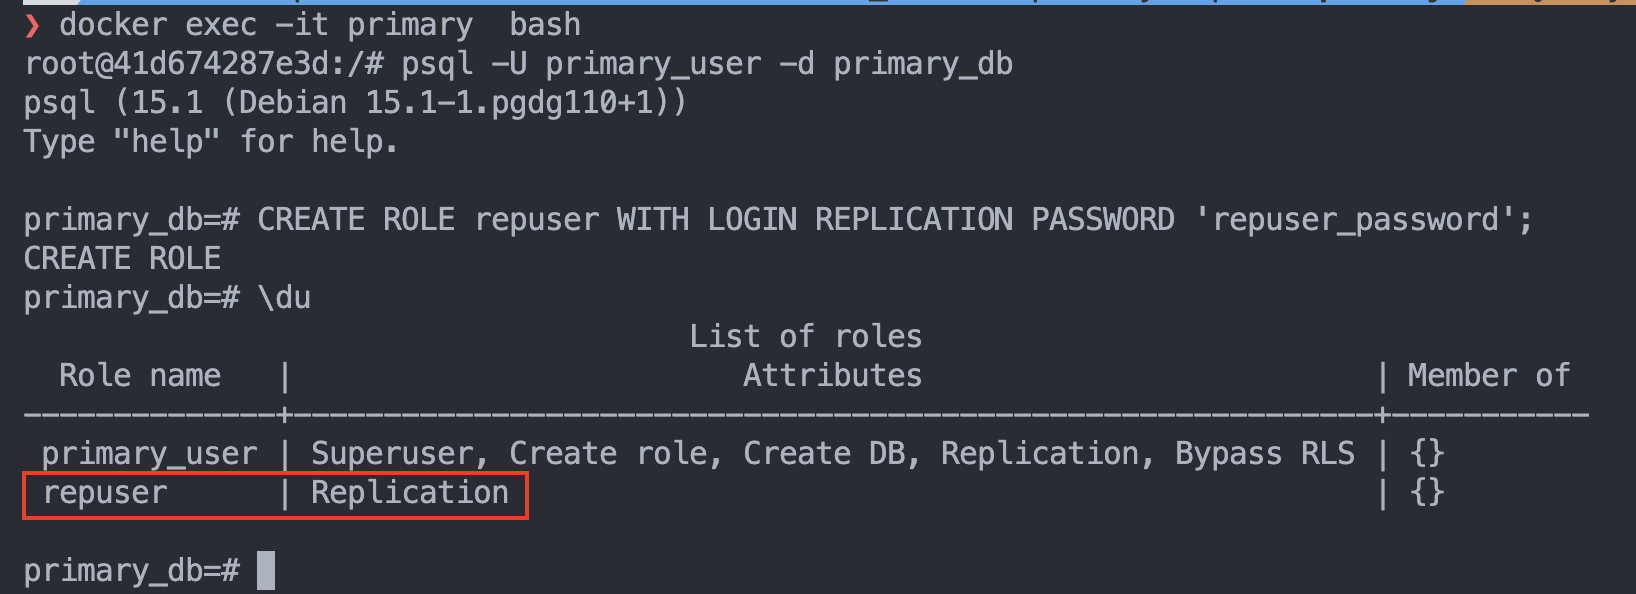 ❯ docker exec -it primary  bash
root@41d674287e3d:/# psql -U primary_user -d primary_db
psql (15.1 (Debian 15.1-1.pgdg110+1))
Type "help" for help.

primary_db=# CREATE ROLE repuser WITH LOGIN REPLICATION PASSWORD 'repuser_password';
CREATE ROLE
primary_db=# \du
                                     List of roles
  Role name   |                         Attributes                         | Member of
--------------+------------------------------------------------------------+-----------
 primary_user | Superuser, Create role, Create DB, Replication, Bypass RLS | {}
 repuser      | Replication                                                | {}

primary_db=#